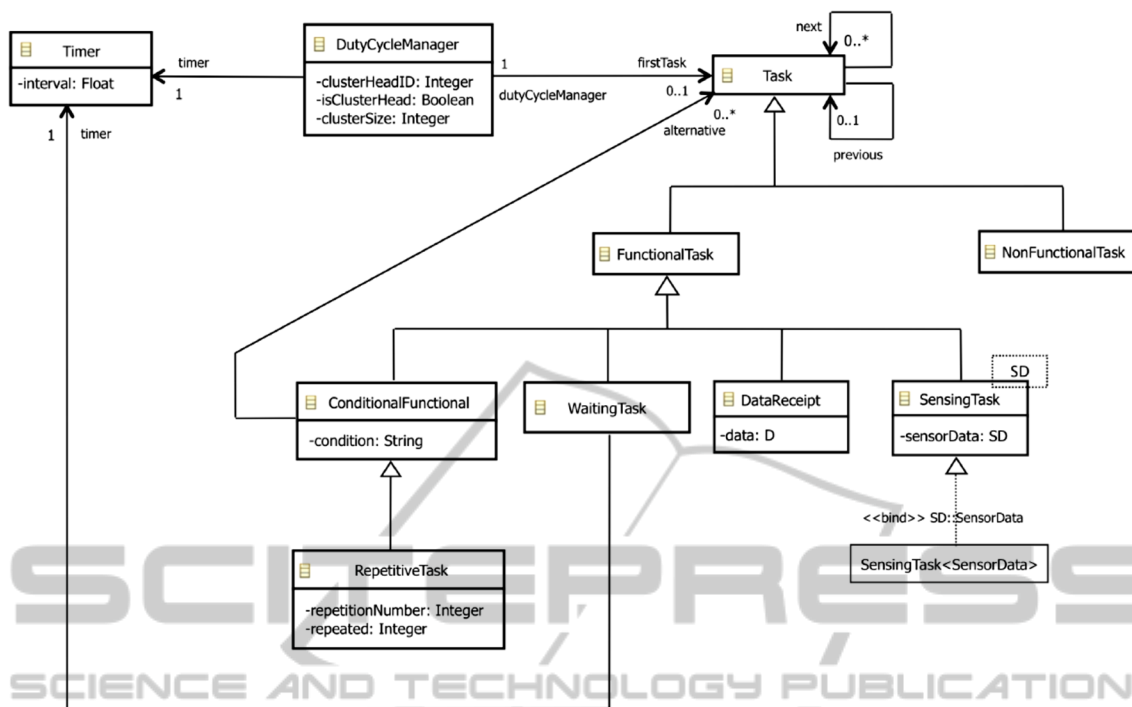 Timer
-interval: Float
timer
1
1
timer
DutyCycleManager
-clusterHeadID: Integer
-isClusterHead: Boolean
-clusterSize: Integer
1
firstTask
dutyCycleManager
0..1
0..*
alternative
next
0..*
Task
0..1
previous
FunctionalTask
NonFunctionalTask
ConditionalFunctional
-condition: String
WaitingTask
DataReceipt
-data: D
SD
SensingTask
-sensorData: SD
<<bind>> SD::SensorData
SensingTask<SensorData>
RepetitiveTask
-repetitionNumber: Integer
-repeated: Integer
SCITEPRESS
SCIENCE AND TECHNOLOGY PUBLICATION